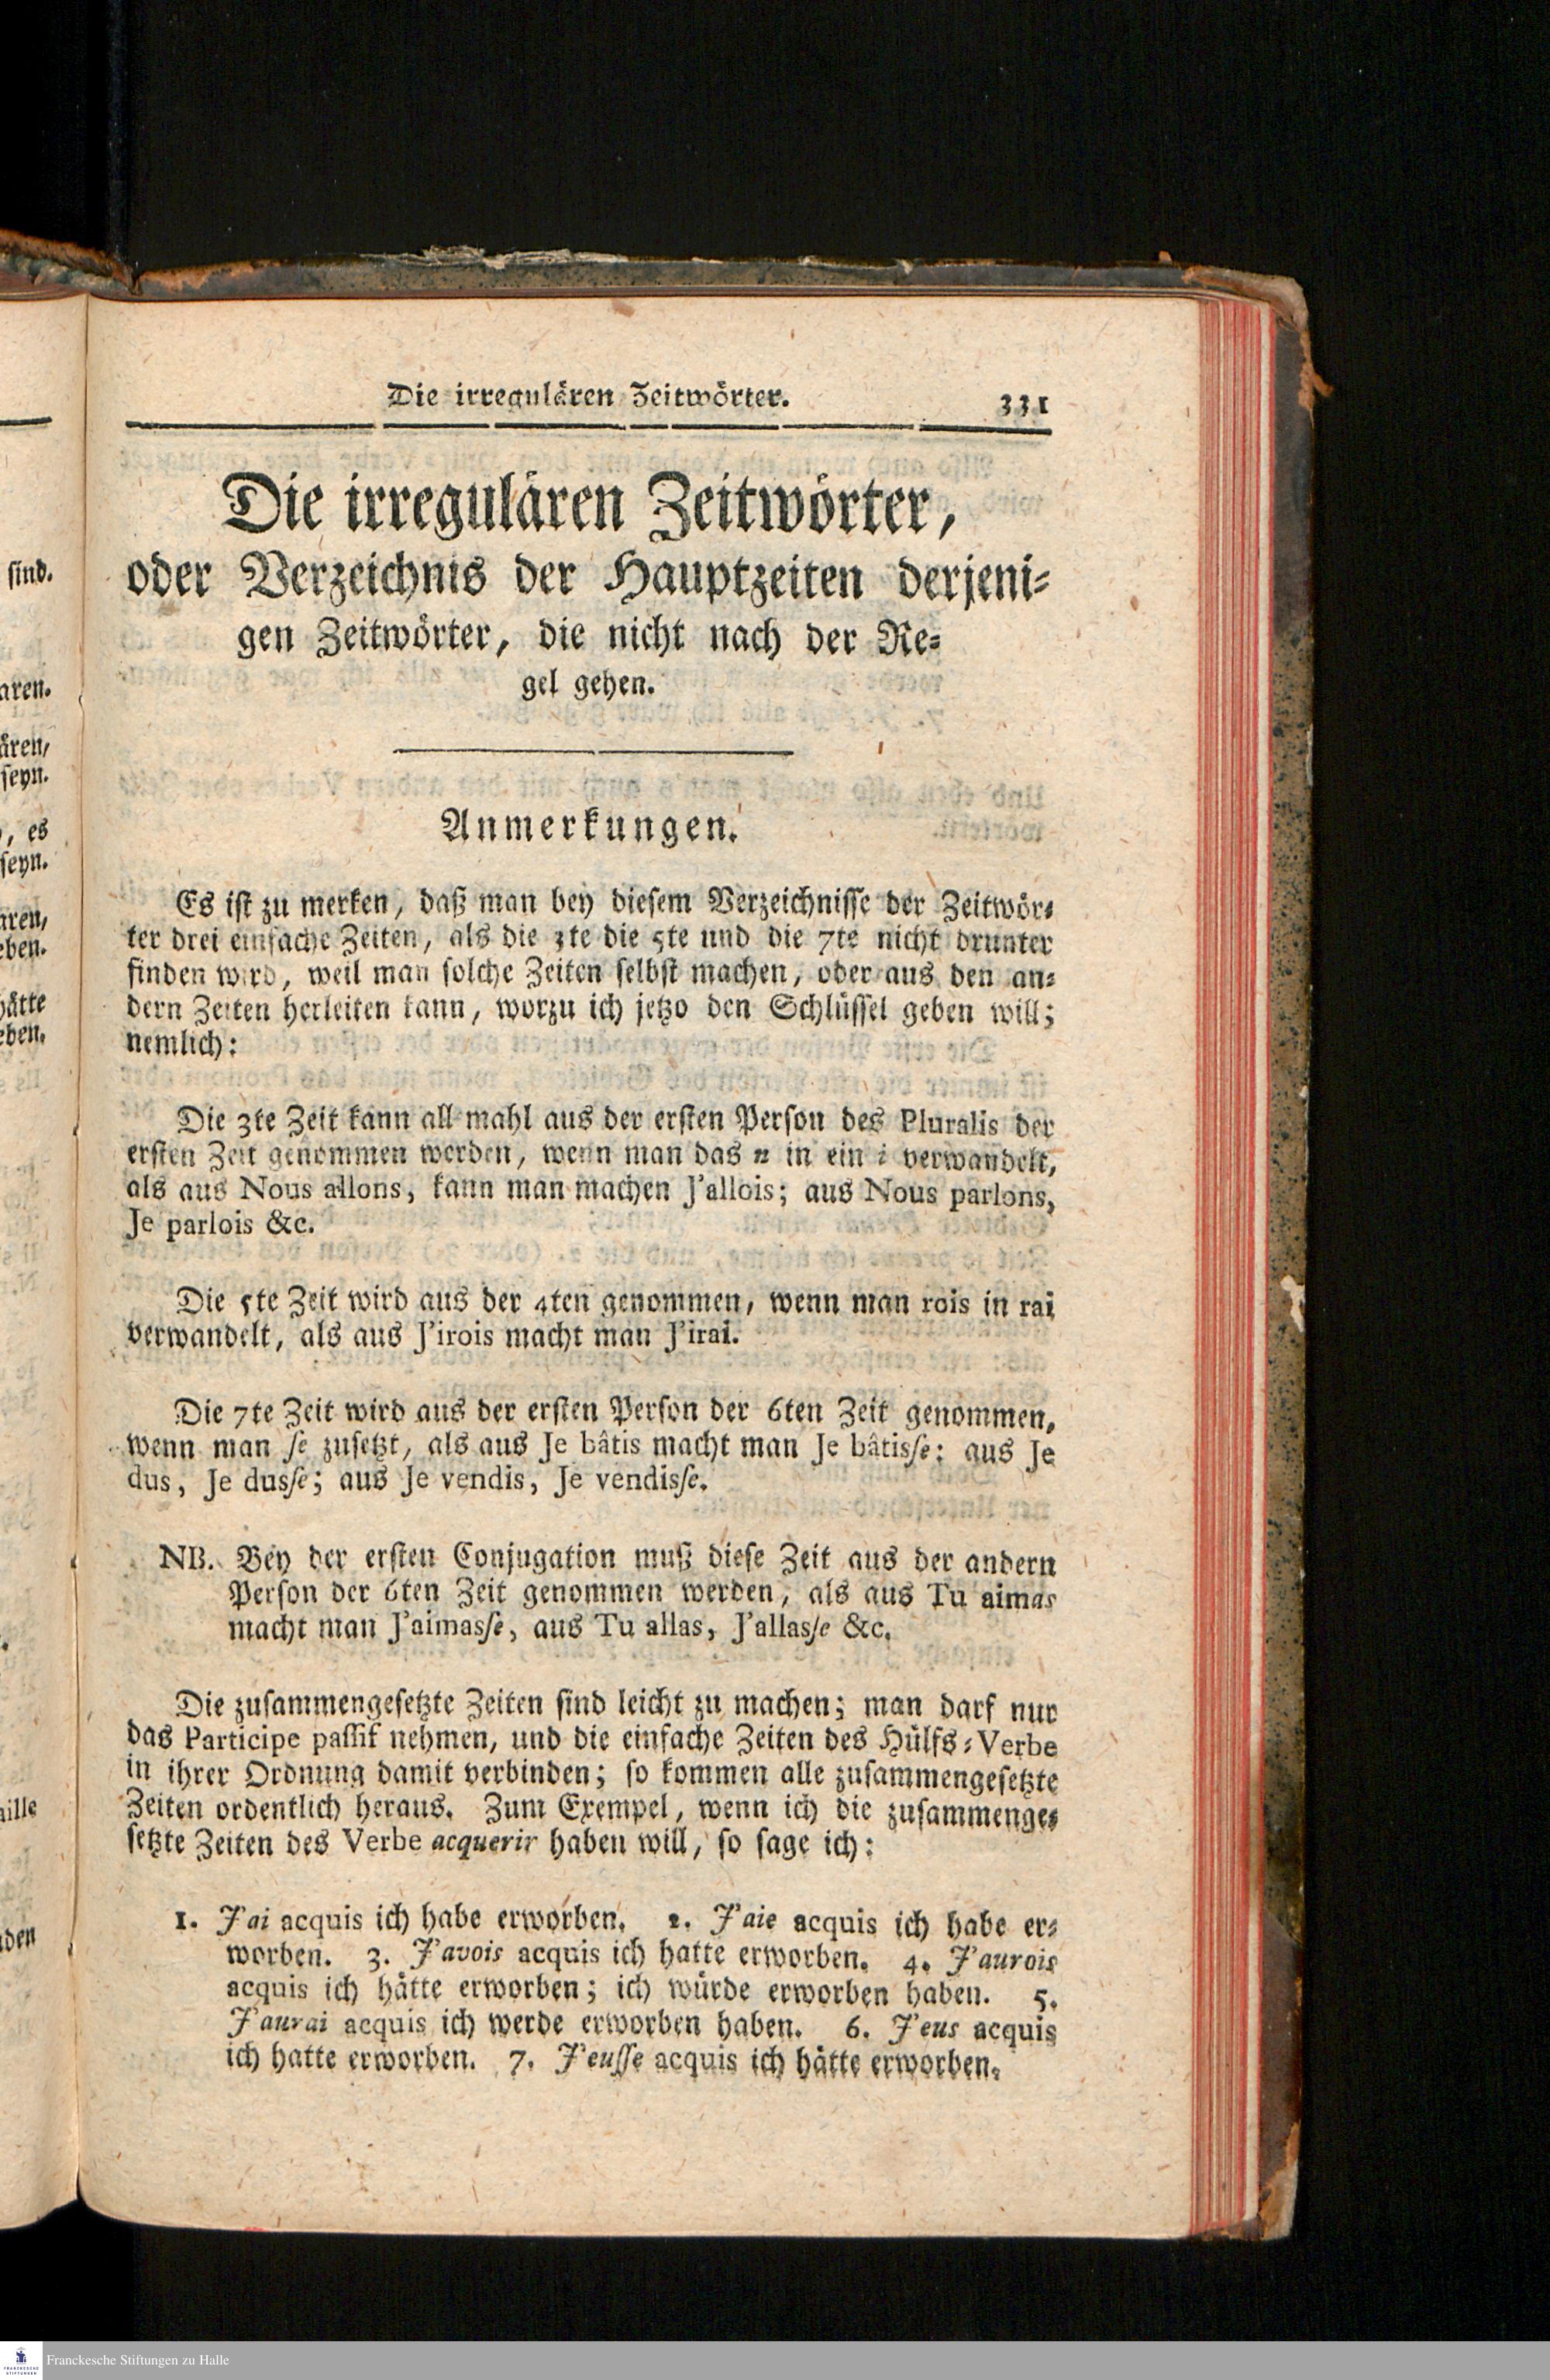 Die irregulären Zeitwörter. 331
Die irregulären Zeitwörter,
oder Verzeichnis der Hauptzeiten derjeni-
gen Zeitwörter, die nicht nach der Re-
gel gehen.
Anmerkungen.
Es ist zu merken, daß man bey diesem Verzeichnisse der Zeitwör-
ter drei einfache Zeiten, als die 3te die 5te und die 7te nicht drunter
finden wird, weil man solche Zeiten selbst machen, oder aus den an-
dern Zeiten herleiten kann, worzu ich jetzo den Schlüssel geben will;
nemlich:
Die 3te Zeit kann all mahl aus der ersten Person des Pluralis der
ersten Zeit genommen werden, wenn man das n in ein i verwandelt,
als aus Nous allons, kann man machen J'allois; aus Nous parlons,
Je parlois &c.
Die 5te Zeit wird aus der 4ten genommen, wenn man rois in rai
verwandelt, als aus J'irois macht man J'irai.
Die 7te Zeit wird aus der ersten Person der 6ten Zeit genommen,
wenn man se zusetzt, als aus Je bâtis macht man Je bâtisse: aus Je
dus, Je dusse; aus Je vendis, Je vendisse.
NB. Bey der ersten Conjugation muß diese Zeit aus der andern
Person der 6ten Zeit genommen werden, als aus Tu aimas
macht man J'aimasse, aus Tu allas, J'allasse &c.
Die zusammengesetzte Zeiten sind leicht zu machen; man darf nur
das Participe passif nehmen, und die einfache Zeiten des Hülfs-Verbe
in ihrer Ordnung damit verbinden; so kommen alle zusammengesetzte
Zeiten ordentlich heraus. Zum Exempel, wenn ich die zusammenge-
setzte Zeiten des Verbe acquerir haben will, so sage ich:
1. J'ai acquis ich habe erworben. 2. J'aie acquis ich habe er-
worben. 3. J'avois acquis ich hatte erworben. 4. J'aurois
acquis ich hätte erworben; ich würde erworben haben. 5.
J'aurai acquis ich werde erworben haben. 6. J'eus acquis
ich hatte erworben. 7. J'eusse acquis ich hätte erworben.
sind.
seyn.
, es
seyn.
Franckesche Stiftungen zu Halle
FRANCKESCHE
STIFTUNGEN